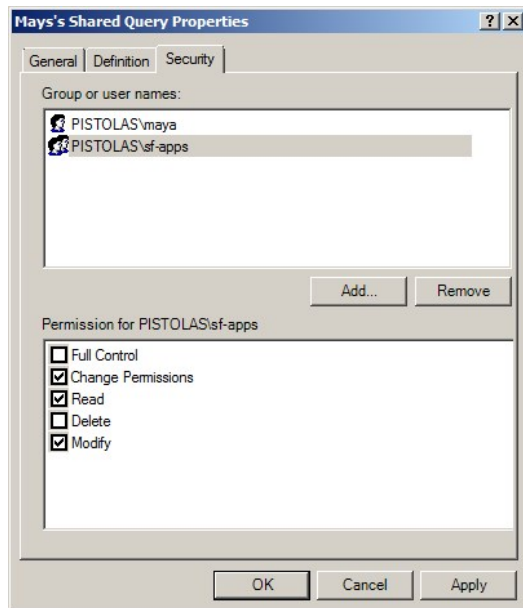 Mays's Shared Query Properties
General Definition Security
Group or user names:
PISTOLAS\maya
PISTOLAS\sf-apps
Add... Remove
Permission for PISTOLAS\sf-apps
Full Control
Change Permissions
Read
Delete
Modify
OK Cancel Apply